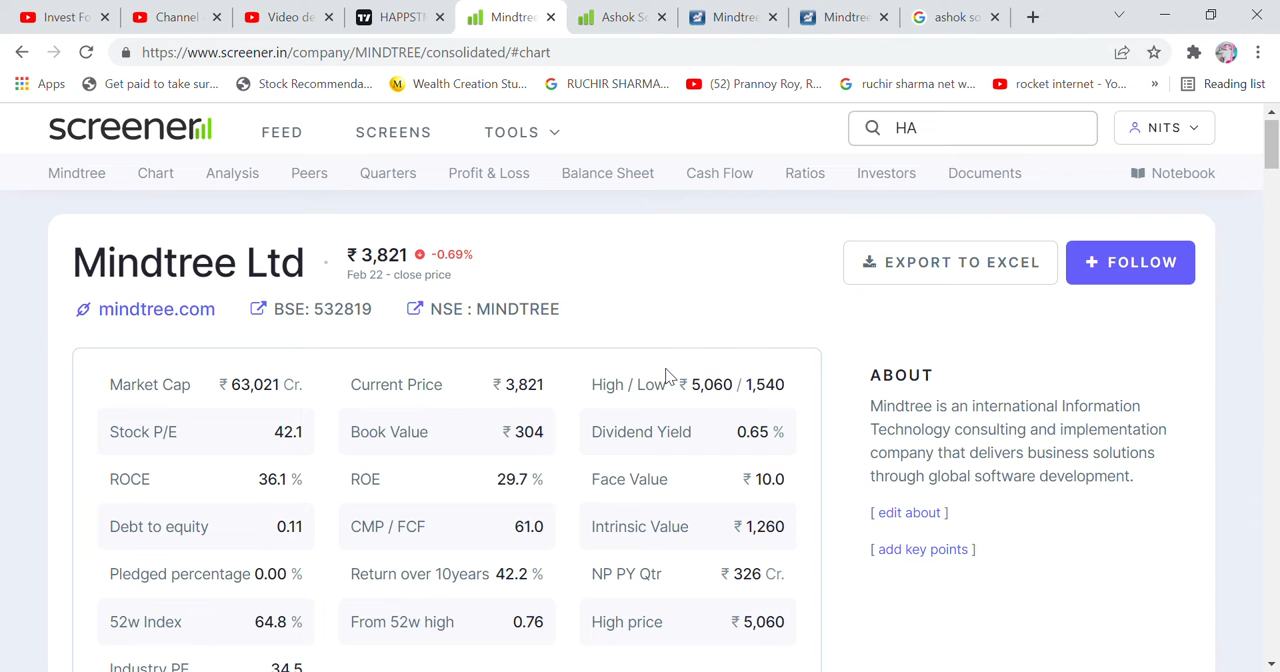 Invest Fo
Channel
Video de
HAPPSTM
Mindtree
Ashok So
Mindtree
Mindtree
ashok so
https://www.screener.in/company/MINDTREE/consolidated/#chart
Apps
Get paid to take sur...
Stock Recommenda...
Wealth Creation Stu...
RUCHIR SHARMA...
(52) Prannoy Roy, R...
ruchir sharma net w...
rocket internet - Yo...
»
Reading list
screener
FEED
SCREENS
TOOLS
HA
NITS
Mindtree
Chart
Analysis
Peers
Quarters
Profit & Loss
Balance Sheet
Cash Flow
Ratios
Investors
Documents
Notebook
Mindtree Ltd
₹ 3,821 -0.69%
Feb 22 - close price
EXPORT TO EXCEL
+ FOLLOW
mindtree.com
BSE: 532819
NSE : MINDTREE
Market Cap ₹ 63,021 Cr.
Current Price ₹ 3,821
High / Low ₹ 5,060 / 1,540
Stock P/E 42.1
Book Value ₹ 304
Dividend Yield 0.65 %
ROCE 36.1 %
ROE 29.7 %
Face Value ₹ 10.0
Debt to equity 0.11
CMP / FCF 61.0
Intrinsic Value ₹ 1,260
Pledged percentage 0.00 %
Return over 10years 42.2 %
NP PY Qtr ₹ 326 Cr.
52w Index 64.8 %
From 52w high 0.76
High price ₹ 5,060
Industry PE 34.5
ABOUT
Mindtree is an international Information
Technology consulting and implementation
company that delivers business solutions
through global software development.
[ edit about ]
[ add key points ]